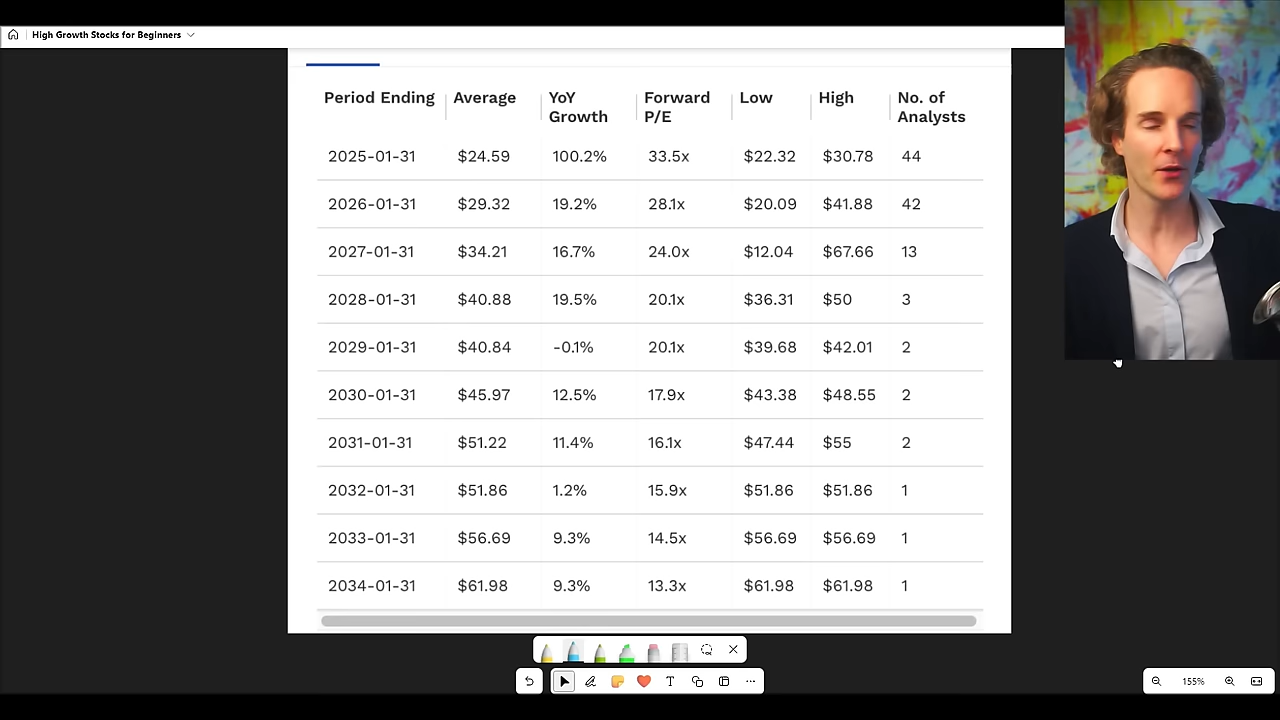 High Growth Stocks for Beginners
Period Ending Average YoY Growth Forward P/E Low High No. of Analysts
2025-01-31 $24.59 100.2% 33.5x $22.32 $30.78 44
2026-01-31 $29.32 19.2% 28.1x $20.09 $41.88 42
2027-01-31 $34.21 16.7% 24.0x $12.04 $67.66 13
2028-01-31 $40.88 19.5% 20.1x $36.31 $50 3
2029-01-31 $40.84 -0.1% 20.1x $39.68 $42.01 2
2030-01-31 $45.97 12.5% 17.9x $43.38 $48.55 2
2031-01-31 $51.22 11.4% 16.1x $47.44 $55 2
2032-01-31 $51.86 1.2% 15.9x $51.86 $51.86 1
2033-01-31 $56.69 9.3% 14.5x $56.69 $56.69 1
2034-01-31 $61.98 9.3% 13.3x $61.98 $61.98 1
T
155%